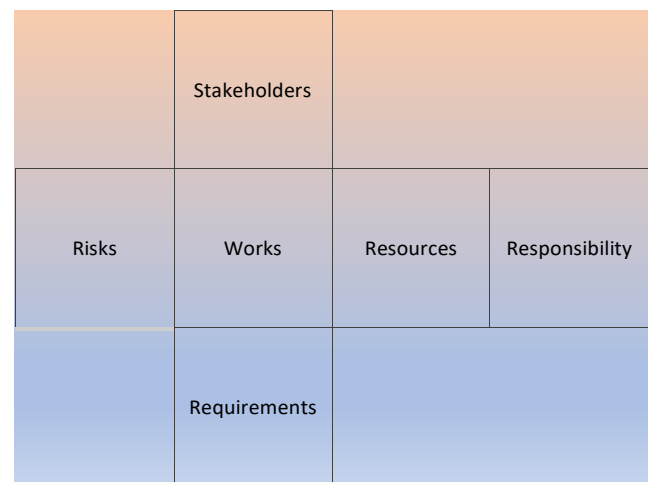 Stakeholders
Risks
Works
Resources
Responsibility
Requirements